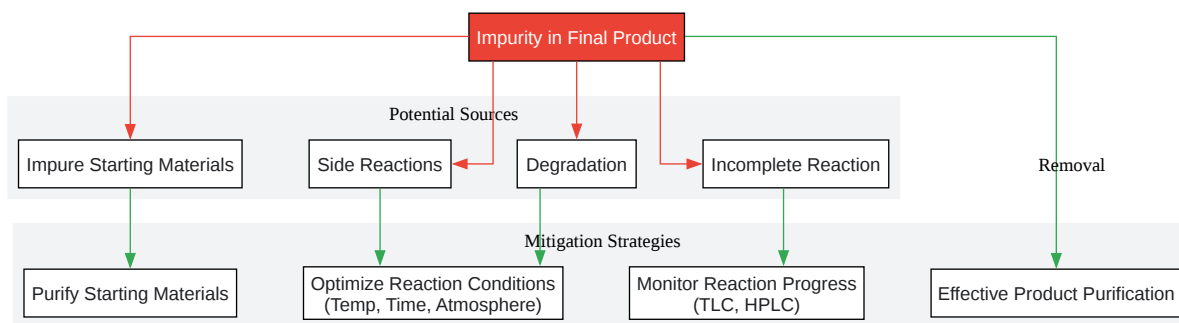 Impurity in Final Product
Potential Sources
Impure Starting Materials
Side Reactions
Degradation
Incomplete Reaction
Removal
Mitigation Strategies
Purify Starting Materials
Optimize Reaction Conditions
(Temp, Time, Atmosphere)
Monitor Reaction Progress
(TLC, HPLC)
Effective Product Purification